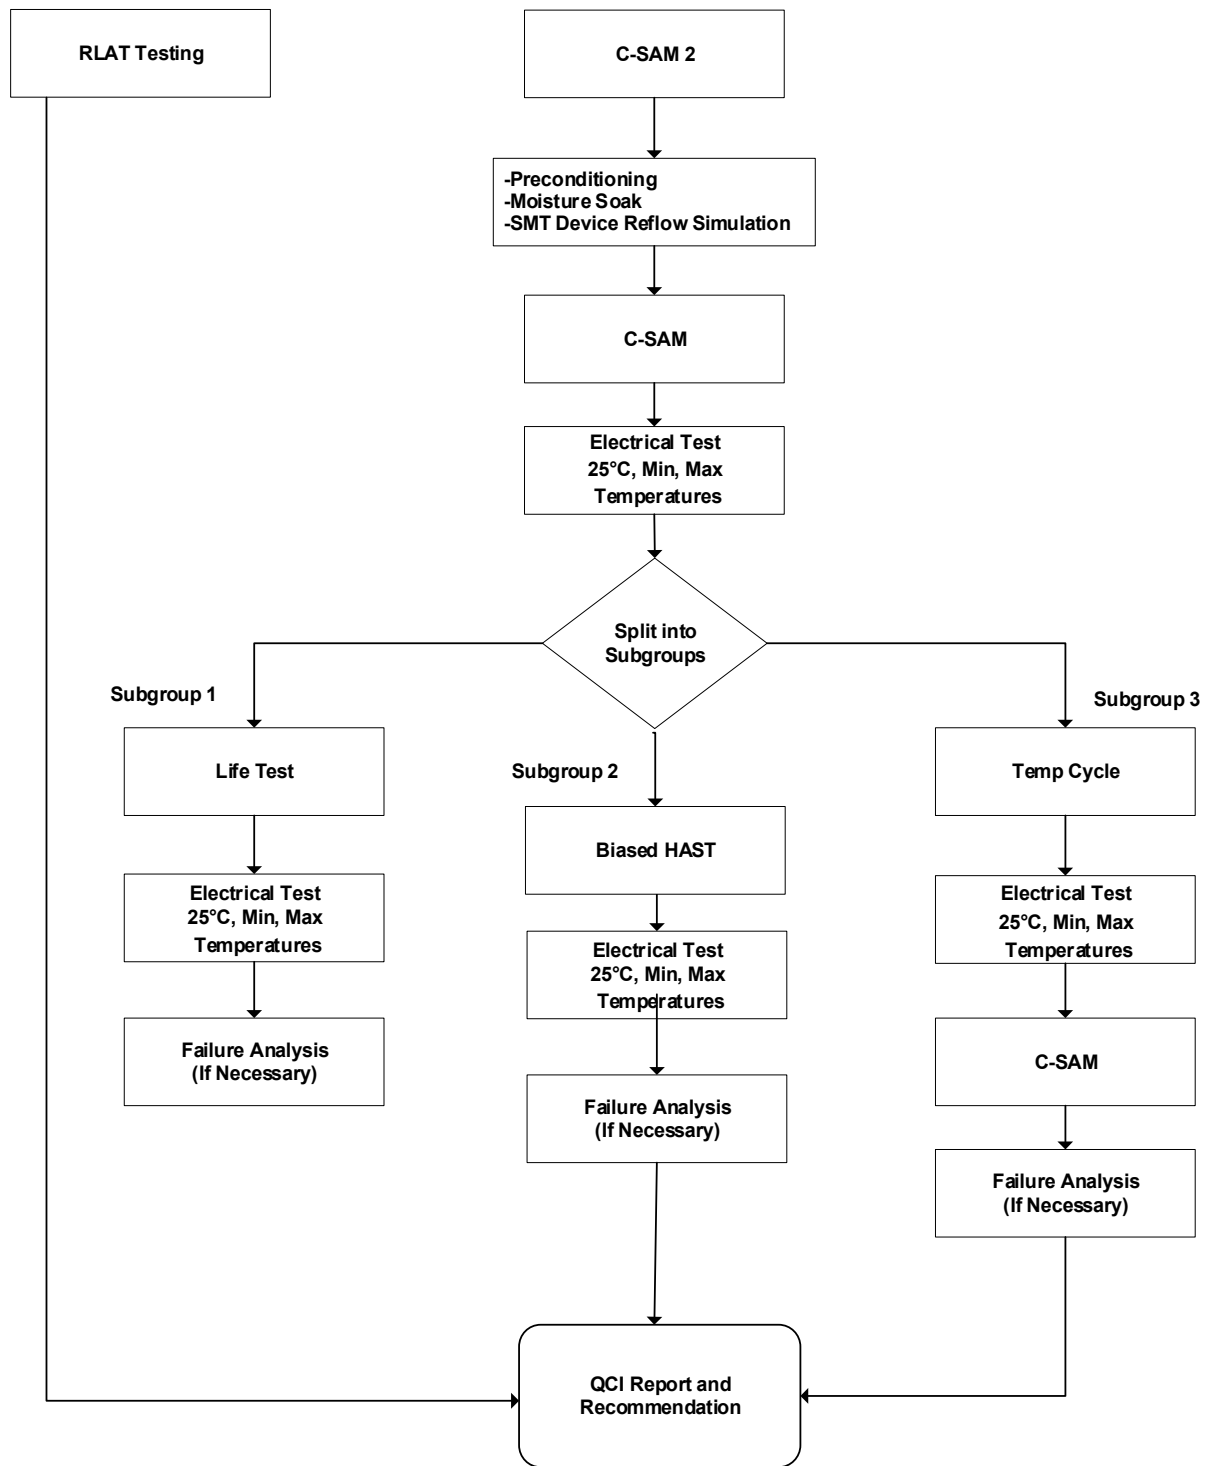 RLAT Testing
C-SAM 2
-Preconditioning
-Moisture Soak
-SMT Device Reflow Simulation
C-SAM
Electrical Test
25°C, Min, Max
Temperatures
Split into
Subgroups
Subgroup 1
Life Test
Electrical Test
25°C, Min, Max
Temperatures
Failure Analysis
(If Necessary)
Subgroup 2
Biased HAST
Electrical Test
25°C, Min, Max
Temperatures
Failure Analysis
(If Necessary)
Subgroup 3
Temp Cycle
Electrical Test
25°C, Min, Max
Temperatures
C-SAM
Failure Analysis
(If Necessary)
QCI Report and
Recommendation